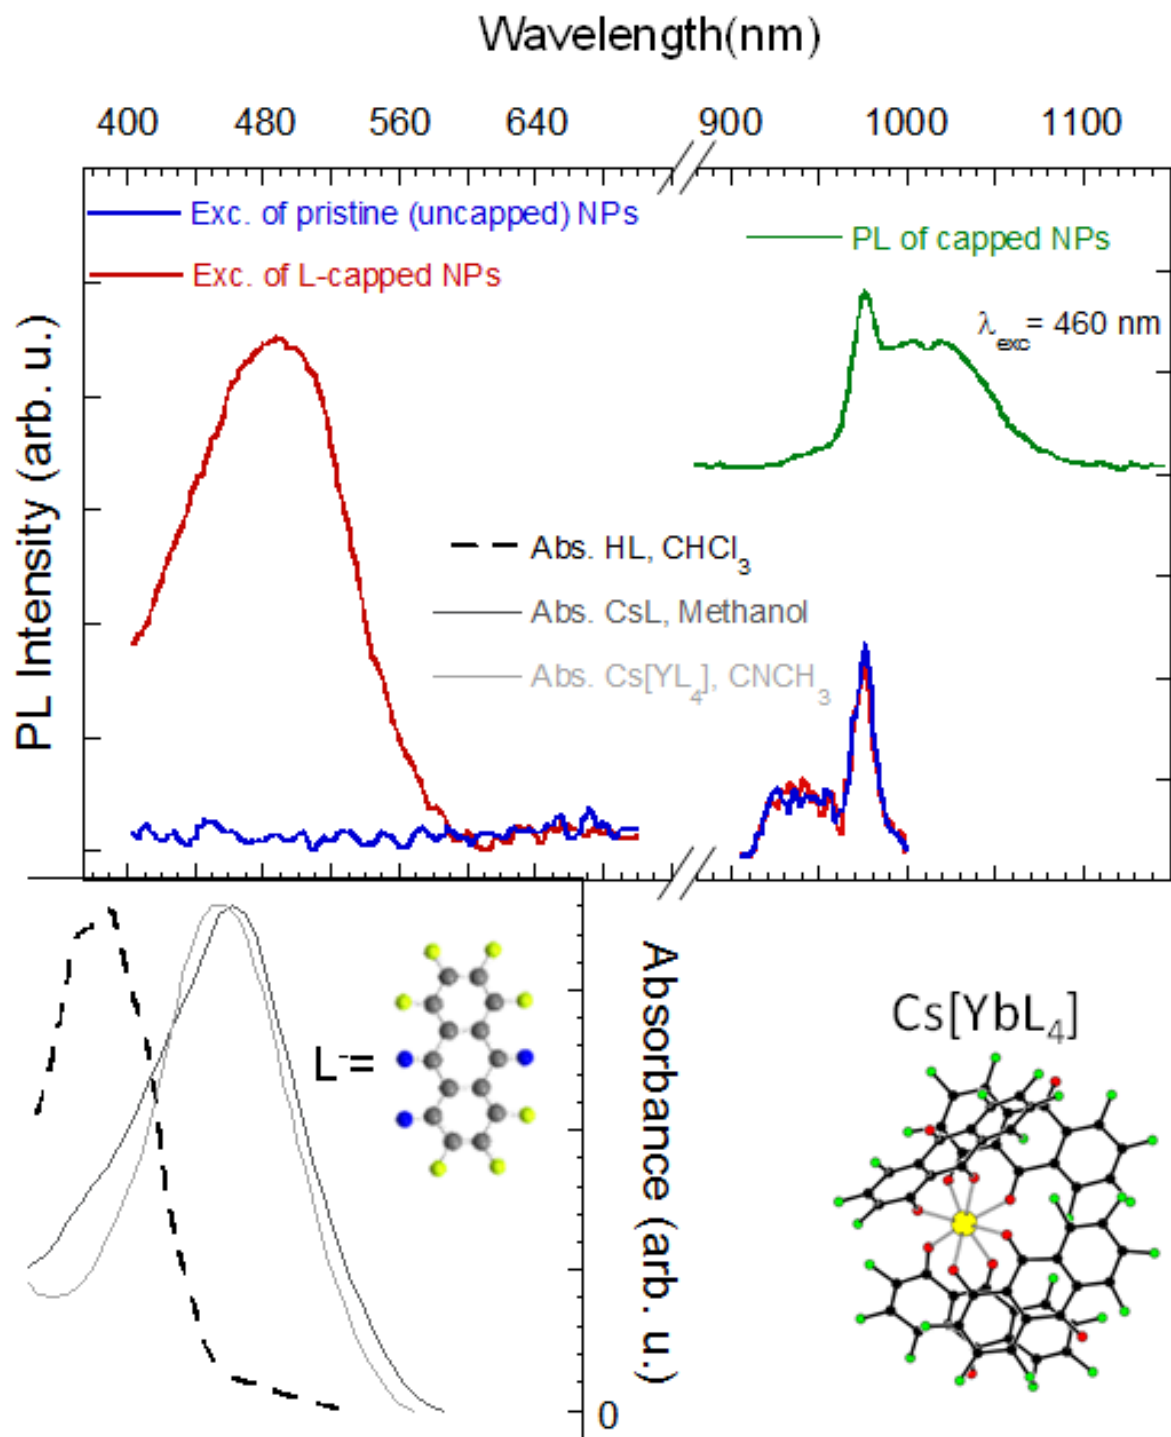 Wavelength(nm)
400 480 560 640 900 1000 1100
Exc. of pristine (uncapped) NPs
Exc. of L-capped NPs
PL of capped NPs
λexc= 460 nm
PL Intensity (arb. u.)
Abs. HL, CHCl3
Abs. CsL, Methanol
Abs. Cs[YL4], CNCH3
L-=
Absorbance (arb. u.)
0
Cs[YbL4]